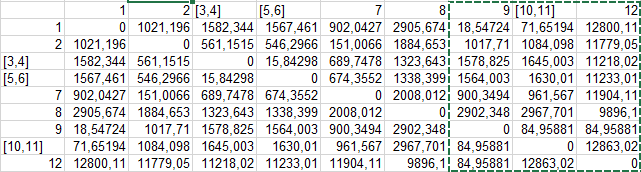 1 2 [3,4] [5,6] 7 8 9 [10,11] 12
1 0 1021,196 1582,344 1567,461 902,0427 2905,674 18,54724 71,65194 12800,11
2 1021,196 0 561,1515 546,2966 151,0066 1884,653 1017,71 1084,098 11779,05
[3,4] 1582,344 561,1515 0 15,84298 689,7478 1323,643 1578,825 1645,003 11218,02
[5,6] 1567,461 546,2966 15,84298 0 674,3552 1338,399 1564,003 1630,01 11233,01
7 902,0427 151,0066 689,7478 674,3552 0 2008,012 900,3494 961,567 11904,11
8 2905,674 1884,653 1323,643 1338,399 2008,012 0 2902,348 2967,701 9896,1
9 18,54724 1017,71 1578,825 1564,003 900,3494 2902,348 0 84,95881 84,95881
[10,11] 71,65194 1084,098 1645,003 1630,01 961,567 2967,701 84,95881 0 12863,02
12 12800,11 11779,05 11218,02 11233,01 11904,11 9896,1 84,95881 12863,02 0